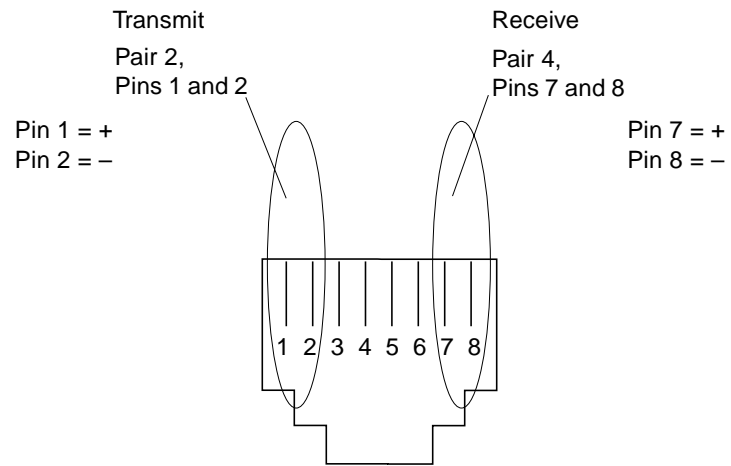 Transmit
Pair 2,
Pins 1 and 2
Receive
Pair 4,
Pins 7 and 8
Pin 1 = +
Pin 2 = –
Pin 7 = +
Pin 8 = –
1 2 3 4 5 6 7 8